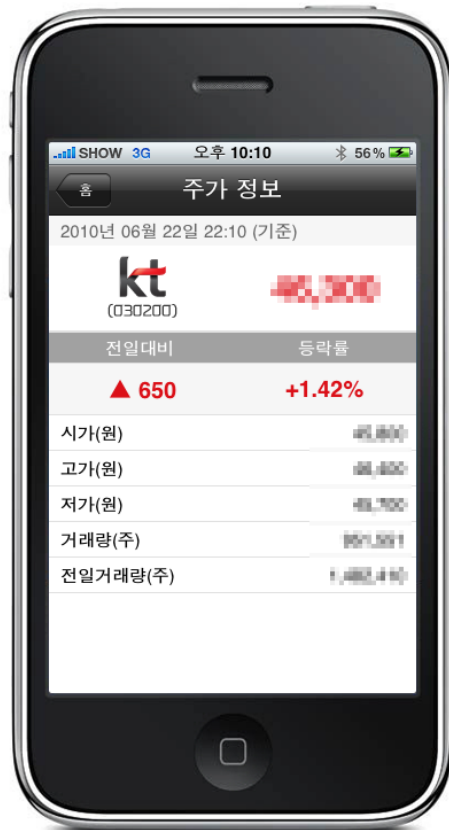 SHOW 3G 오후 10:10 56%
홈 주가 정보
2010년 06월 22일 22:10 (기준)
kt
(030200)
전일대비 등락률
▲ 650 +1.42%
시가(원)
고가(원)
저가(원)
거래량(주)
전일거래량(주)